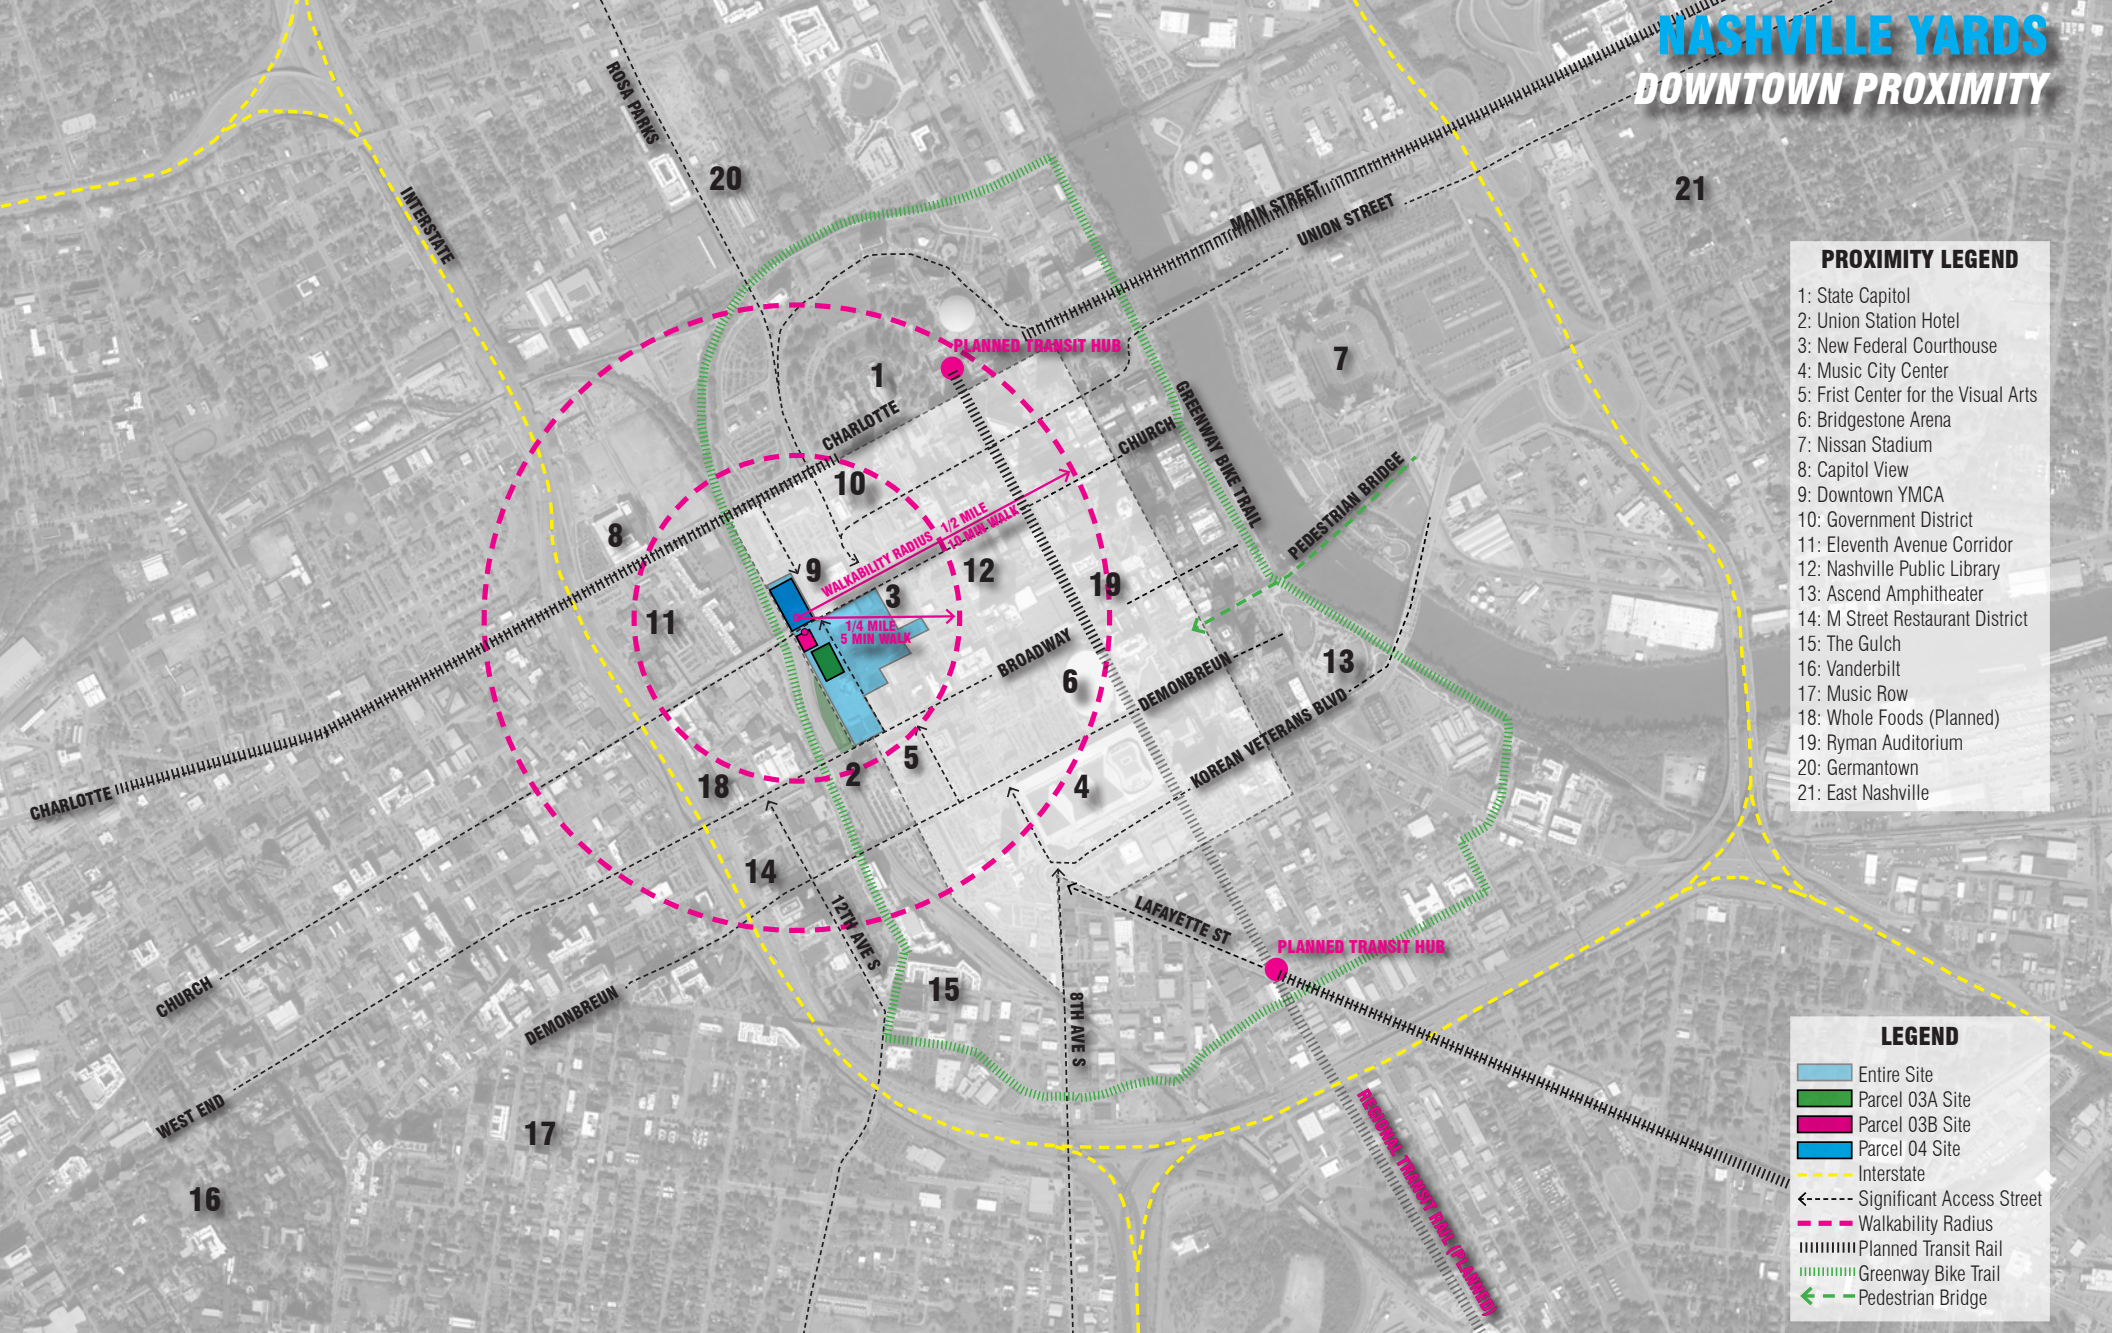 NASHVILLE YARDS
DOWNTOWN PROXIMITY
ROSA PARKS
20
INTERSTATE
MAIN STREET
UNION STREET
21
PROXIMITY LEGEND
1: State Capitol
2: Union Station Hotel
3: New Federal Courthouse
4: Music City Center
5: Frist Center for the Visual Arts
6: Bridgestone Arena
7: Nissan Stadium
8: Capitol View
9: Downtown YMCA
10: Government District
11: Eleventh Avenue Corridor
12: Nashville Public Library
13: Ascend Amphitheater
14: M Street Restaurant District
15: The Gulch
16: Vanderbilt
17: Music Row
18: Whole Foods (Planned)
19: Ryman Auditorium
20: Germantown
21: East Nashville
PLANNED TRANSIT HUB
1
7
CHARLOTTE
GREENWAY BIKE TRAIL
CHURCH
PEDESTRIAN BRIDGE
10
8
1/2 MILE
10 MIN WALK
WALKABILITY RADIUS
9
12
19
3
11
1/4 MILE
5 MIN WALK
BROADWAY
6
DEMONBREUN
13
KOREAN VETERANS BLVD
5
2
18
4
CHARLOTTE
14
12TH AVE S
LAFAYETTE ST
PLANNED TRANSIT HUB
15
CHURCH
DEMONBREUN
8TH AVE S
WEST END
17
16
REGIONAL TRANSIT RAIL (PLANNED)
LEGEND
Entire Site
Parcel 03A Site
Parcel 03B Site
Parcel 04 Site
Interstate
Significant Access Street
Walkability Radius
Planned Transit Rail
Greenway Bike Trail
Pedestrian Bridge